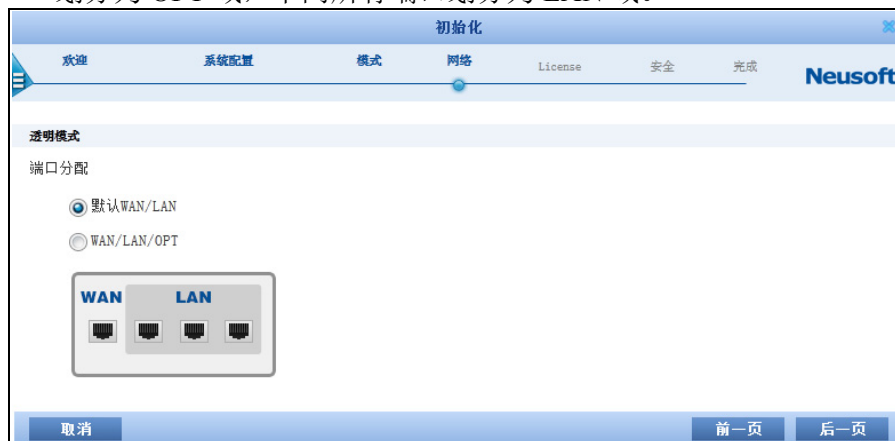 初始化
欢迎 系统配置 模式 网络 License 安全 完成
Neusoft
透明模式
端口分配
默认WAN/LAN
WAN/LAN/OPT
WAN LAN
取消 前一页 后一页